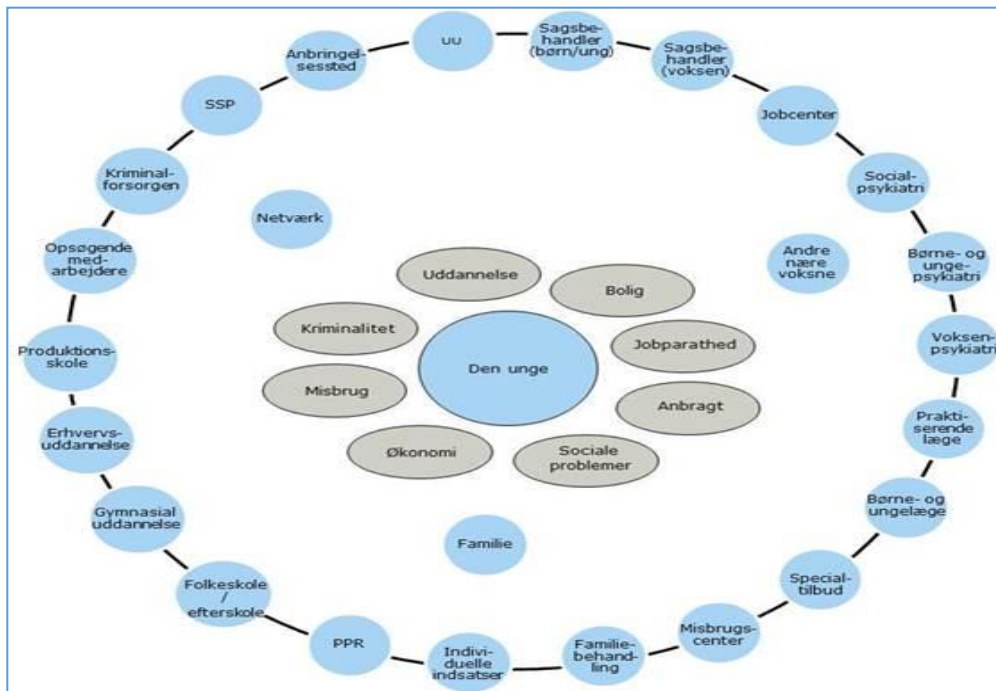 UU
Sagsbe-
handler
(børn/ung)
Sagsbe-
handler
(voksen)
Jobcenter
Social-
psykiatri
Børne- og
unge-
psykiatri
Voksen-
psykiatri
Prakti-
serende
læge
Børne- og
ungelæge
Special-
tilbud
Misbrugs-
center
Familie-
behand-
ling
Indivi-
duelle
indsatser
PPR
Folkeskole
/
efterskole
Gymnasial
uddannelse
Erhvervs-
uddannelse
Produktions-
skole
Opsøgende
med-
arbejdere
Kriminal-
forsorgen
SSP
Anbringel-
sessted
Netværk
Andre
nære
voksne
Familie
Uddannelse
Bolig
Jobparathed
Anbragt
Sociale
problemer
Økonomi
Misbrug
Kriminalitet
Den unge